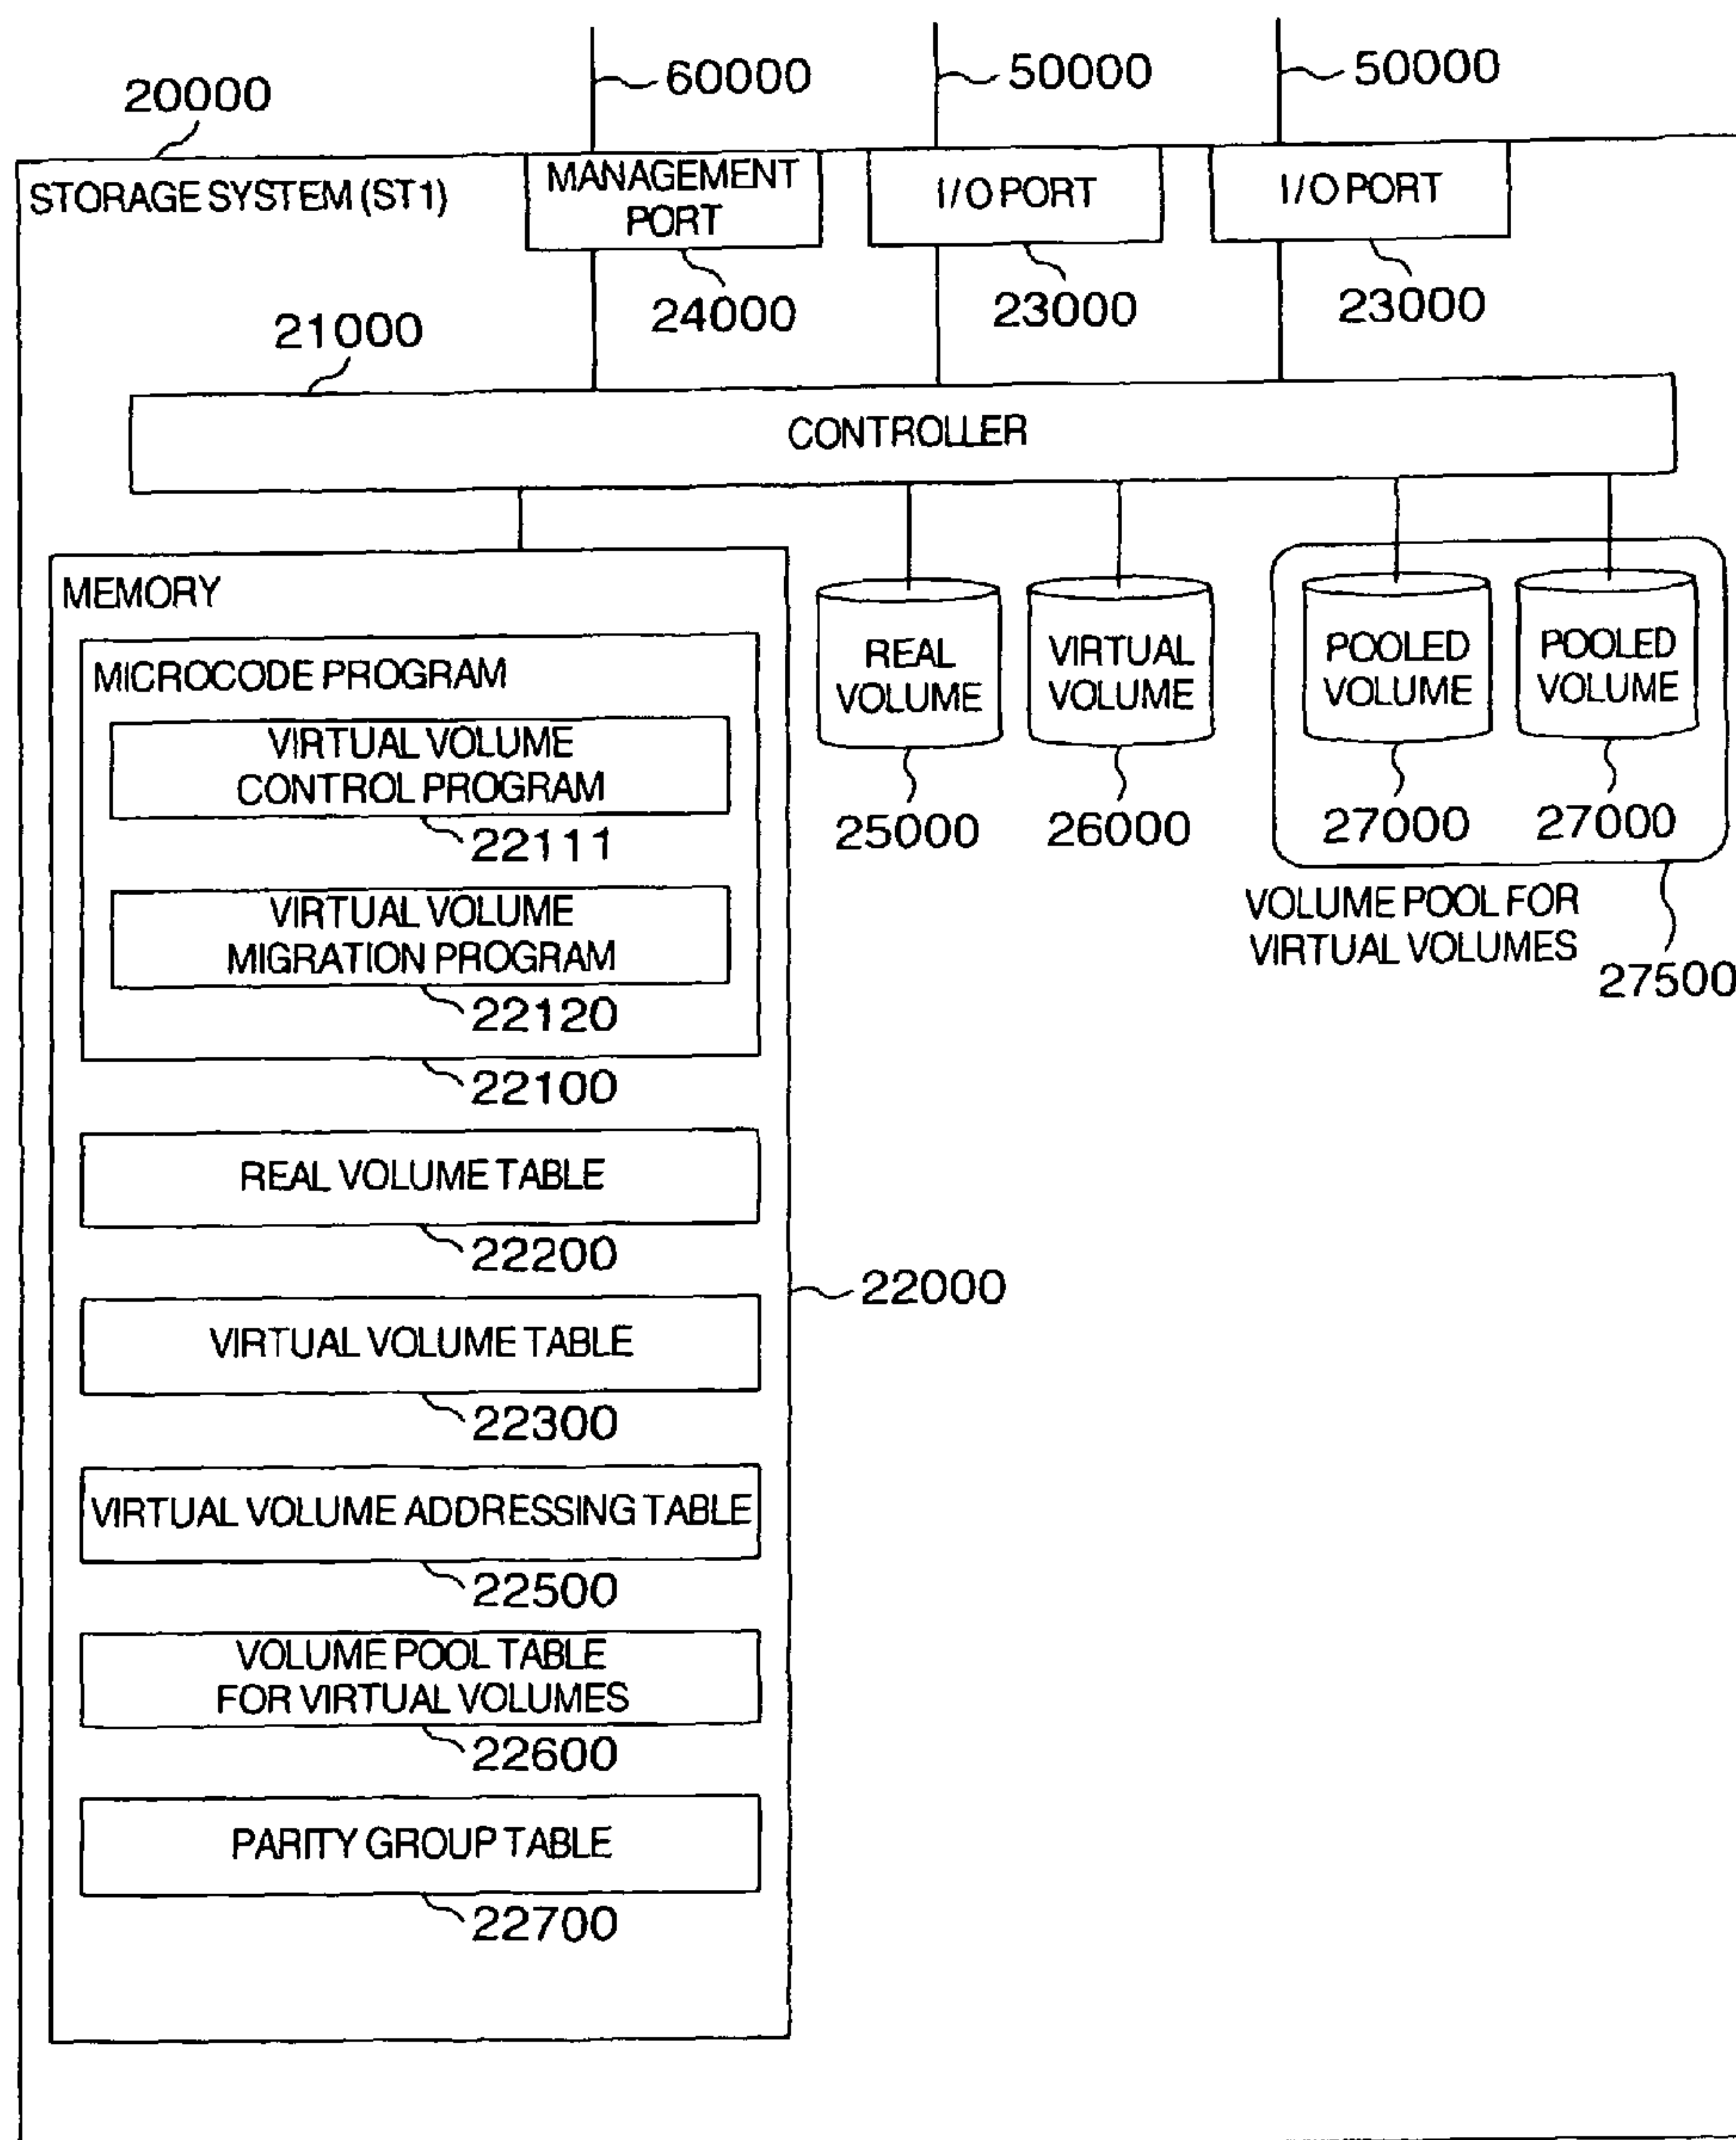 60000
50000
50000
20000
STORAGE SYSTEM (ST1)
MANAGEMENT
PORT
I/O PORT
I/O PORT
24000
23000
23000
21000
CONTROLLER
MEMORY
MICROCODE PROGRAM
VIRTUAL VOLUME
CONTROL PROGRAM
22111
VIRTUAL VOLUME
MIGRATION PROGRAM
22120
22100
REAL VOLUME TABLE
22200
VIRTUAL VOLUME TABLE
22300
VIRTUAL VOLUME ADDRESSING TABLE
22500
VOLUME POOL TABLE
FOR VIRTUAL VOLUMES
22600
PARITY GROUP TABLE
22700
22000
REAL
VOLUME
25000
VIRTUAL
VOLUME
26000
POOLED
VOLUME
27000
POOLED
VOLUME
27000
VOLUME POOL FOR
VIRTUAL VOLUMES
27500